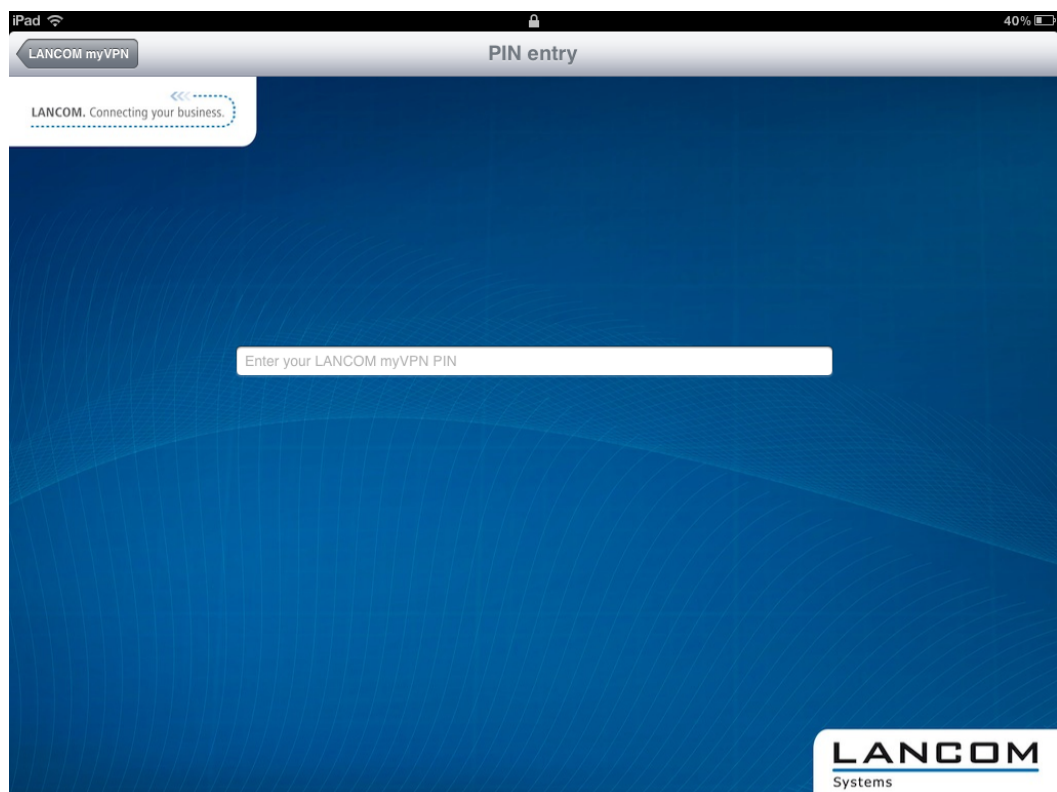 iPad 40%
LANCOM myVPN PIN entry
LANCOM. Connecting your business.
Enter your LANCOM myVPN PIN
LANCOM
Systems